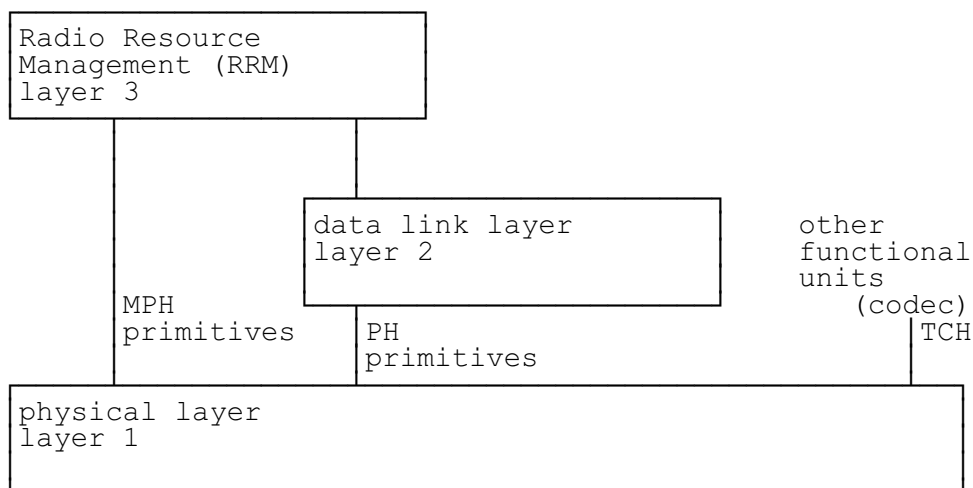 Radio Resource
Management (RRM)
layer 3
data link layer
layer 2
other
functional
units
(codec)
MPH
primitives
PH
primitives
TCH
physical layer
layer 1